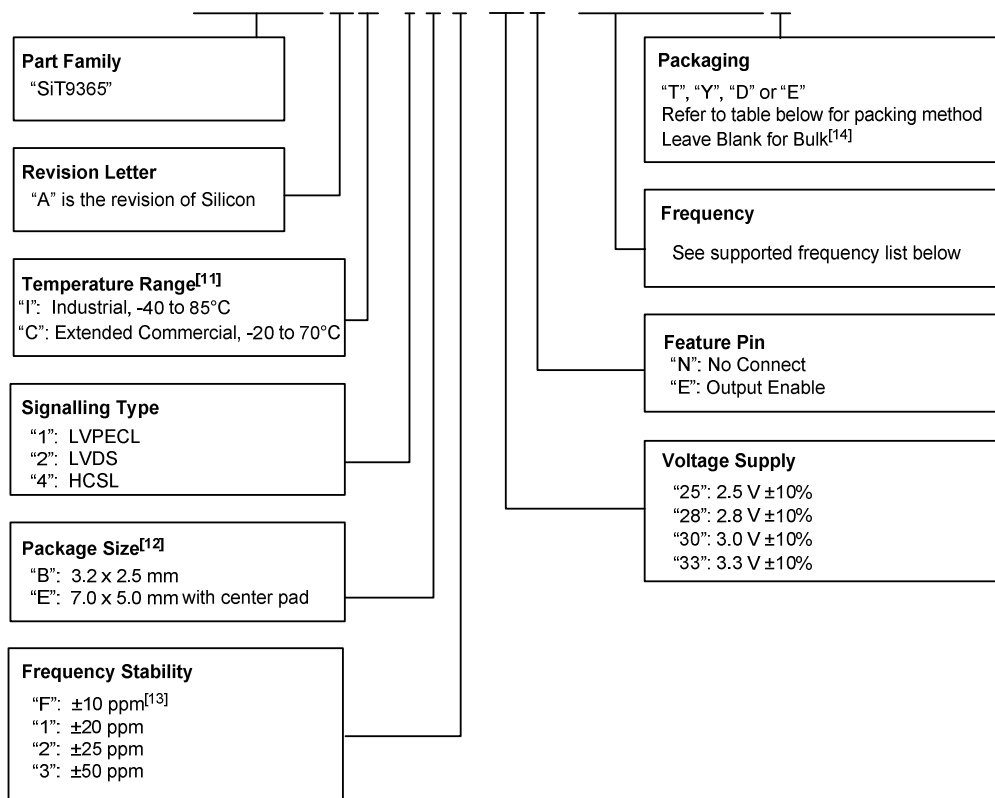 Part Family
“SiT9365”
Revision Letter
“A” is the revision of Silicon
Temperature Range[11]
“I”: Industrial, -40 to 85°C
“C”: Extended Commercial, -20 to 70°C
Signalling Type
“1”: LVPECL
“2”: LVDS
“4”: HCSL
Package Size[12]
“B”: 3.2 x 2.5 mm
“E”: 7.0 x 5.0 mm with center pad
Frequency Stability
“F”: ±10 ppm[13]
“1”: ±20 ppm
“2”: ±25 ppm
“3”: ±50 ppm
Packaging
“T”, “Y”, “D” or “E”
Refer to table below for packing method
Leave Blank for Bulk[14]
Frequency
See supported frequency list below
Feature Pin
“N”: No Connect
“E”: Output Enable
Voltage Supply
“25”: 2.5 V ±10%
“28”: 2.8 V ±10%
“30”: 3.0 V ±10%
“33”: 3.3 V ±10%